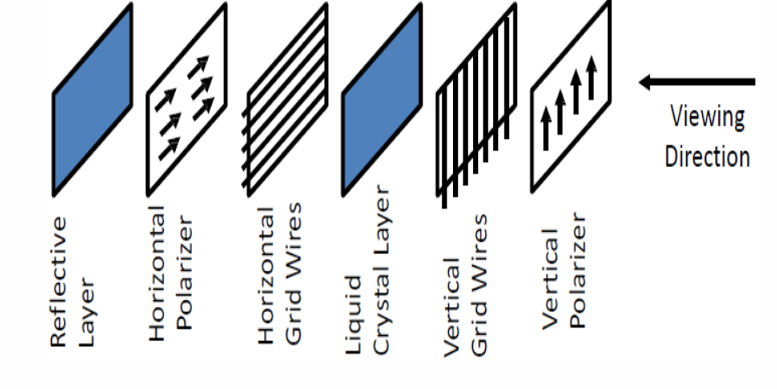 Reflective
Layer
Horizontal
Polarizer
Horizontal
Grid Wires
Liquid
Crystal Layer
Vertical
Grid Wires
Vertical
Polarizer
Viewing
Direction